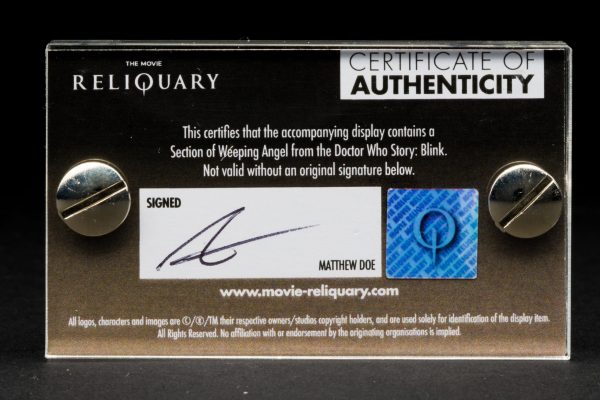 THE MOVIE
RELIQUARY
CERTIFICATE OF
AUTHENTICITY
This certifies that the accompanying display contains a
Section of Weeping Angel from the Doctor Who Story: Blink.
Not valid without an original signature below.
SIGNED
MATTHEW DOE
www.movie-reliquary.com
All logos, characters and images are ©/®/TM their respective owners/studios copyright holders, and are used solely for identification of the display item.
All Rights Reserved. No affiliation with or endorsement by the originating organisations is implied.